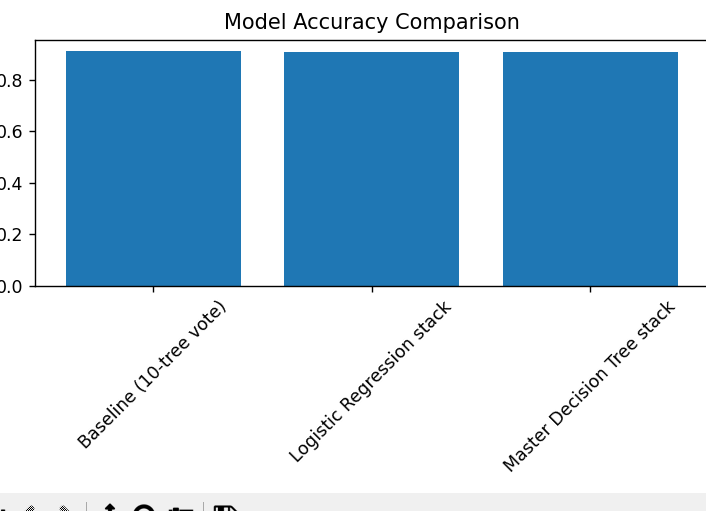 Model Accuracy Comparison
0.8
0.6
0.4
0.2
0.0
Baseline (10-tree vote)
Logistic Regression stack
Master Decision Tree stack